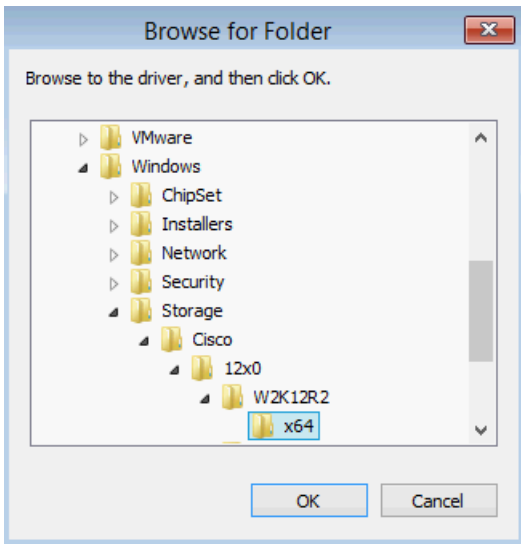 Browse for Folder
Browse to the driver, and then click OK.
VMware
Windows
ChipSet
Installers
Network
Security
Storage
Cisco
12x0
W2K12R2
x64
OK Cancel